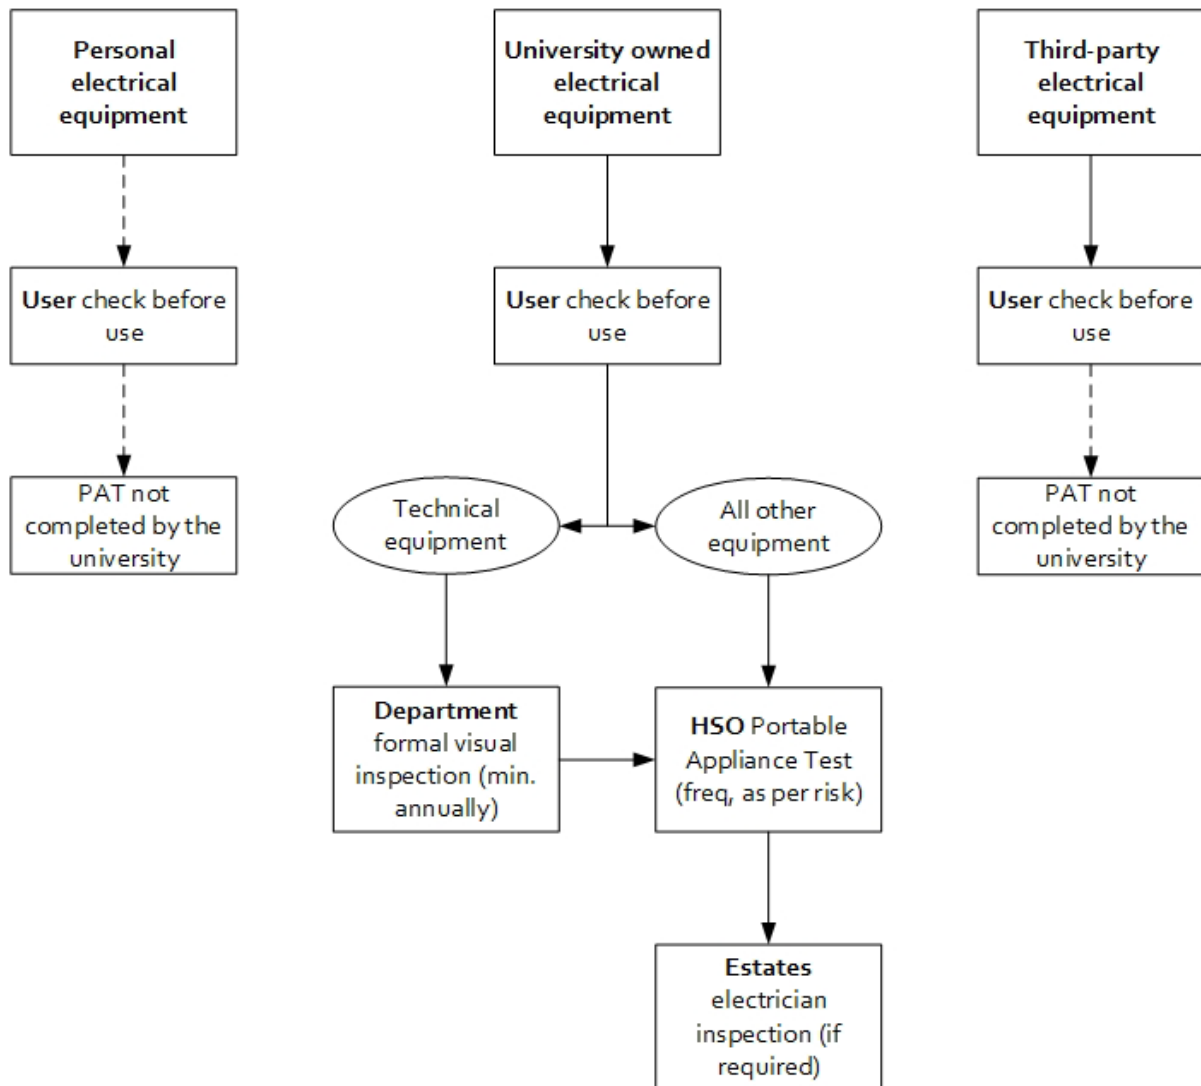 Personal
electrical
equipment
University owned
electrical
equipment
Third-party
electrical
equipment
User check before
use
User check before
use
User check before
use
PAT not
completed by the
university
Technical
equipment
All other
equipment
PAT not
completed by the
university
Department
formal visual
inspection (min.
annually)
HSO Portable
Appliance Test
(freq, as per risk)
Estates
electrician
inspection (if
required)